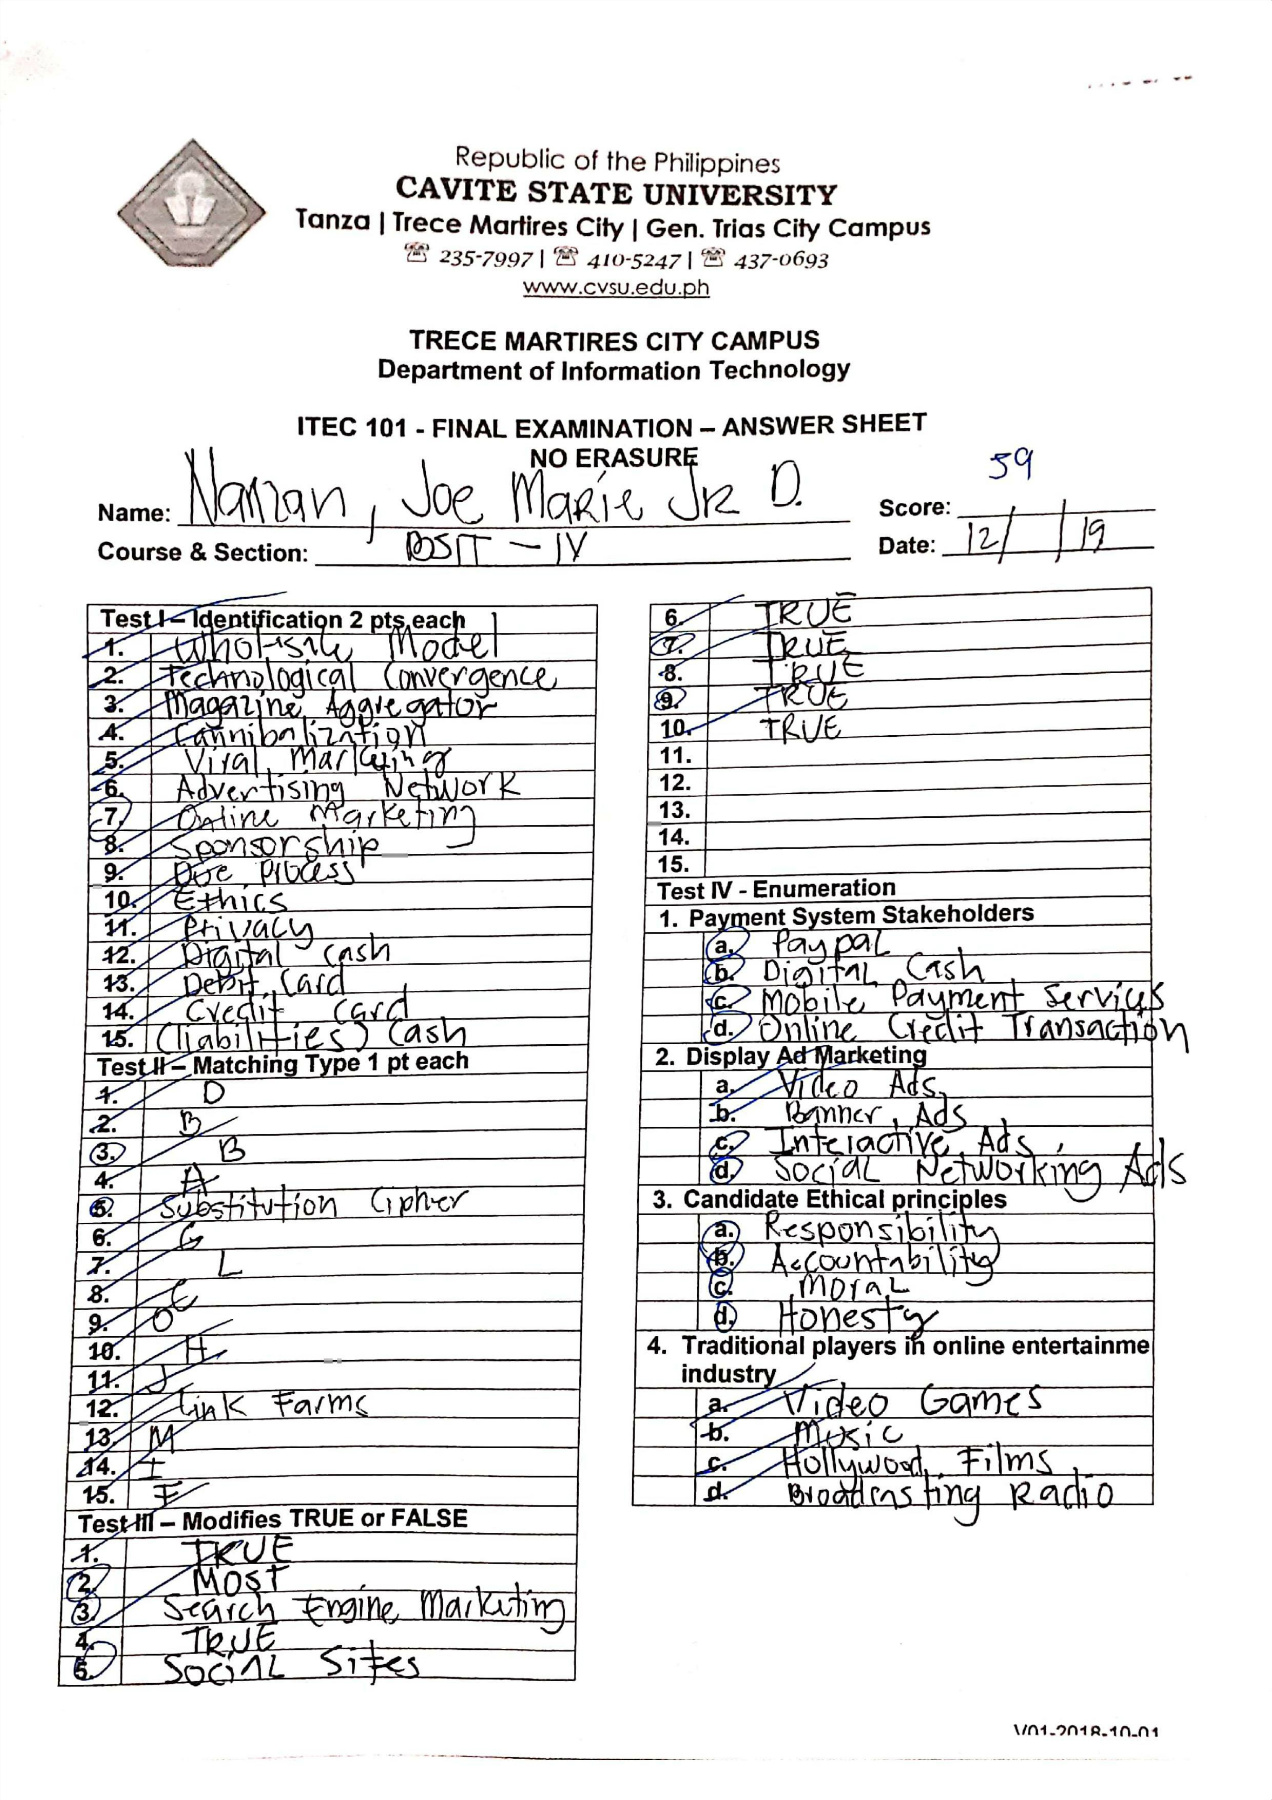 Republic of the Philippines
CAVITE STATE UNIVERSITY
Tanza | Trece Martires City | Gen. Trias City Campus
☏ 235-7997 | ☏ 410-5247 | ☏ 437-0693
www.cvsu.edu.ph
TRECE MARTIRES CITY CAMPUS
Department of Information Technology
ITEC 101 - FINAL EXAMINATION – ANSWER SHEET
NO ERASURE
Name: Joe Marie Jr D.
Score: 59
Course & Section: BSIT - IV
Date: 12/ /19
Test I – Identification 2 pts each
1. Wholesale Model
2. Technological Convergence
3. Magazine Aggregator
4. Cannibalization
5. Viral Marketing
6. Advertising Network
7. Online Marketing
8. Sponsorship
9. Due Process
10. Ethics
11. Privacy
12. Digital Cash
13. Debit Card
14. Credit Card
15. (Liabilities) Cash
Test II – Matching Type 1 pt each
1. D
2. B
3. B
4. A
5. Substitution Cipher
6. G
7. L
8. C
9. O
10. H
11. J
12. Link Farms
13. M
14. I
15. F
Test III – Modifies TRUE or FALSE
1. TRUE
2. MOST
3. Search Engine Marketing
4. TRUE
5. SociAL Sites
6. TRUE
7. TRUE
8. TRUE
9. TRUE
10. TRUE
11.
12.
13.
14.
15.
Test IV - Enumeration
1. Payment System Stakeholders
a. PaypaL
b. DigitaL Cash
c. Mobile Payment Services
d. Online Credit Transaction
2. Display Ad Marketing
a. Video Ads
b. Banner Ads
c. Interactive Ads
d. SociaL Networking Ads
3. Candidate Ethical principles
a. Responsibility
b. Accountability
c. MoraL
d. Honesty
4. Traditional players in online entertainme
industry
a. Video Games
b. Music
c. Hollywood Films
d. Broadcasting Radio
V01-2018-10-01